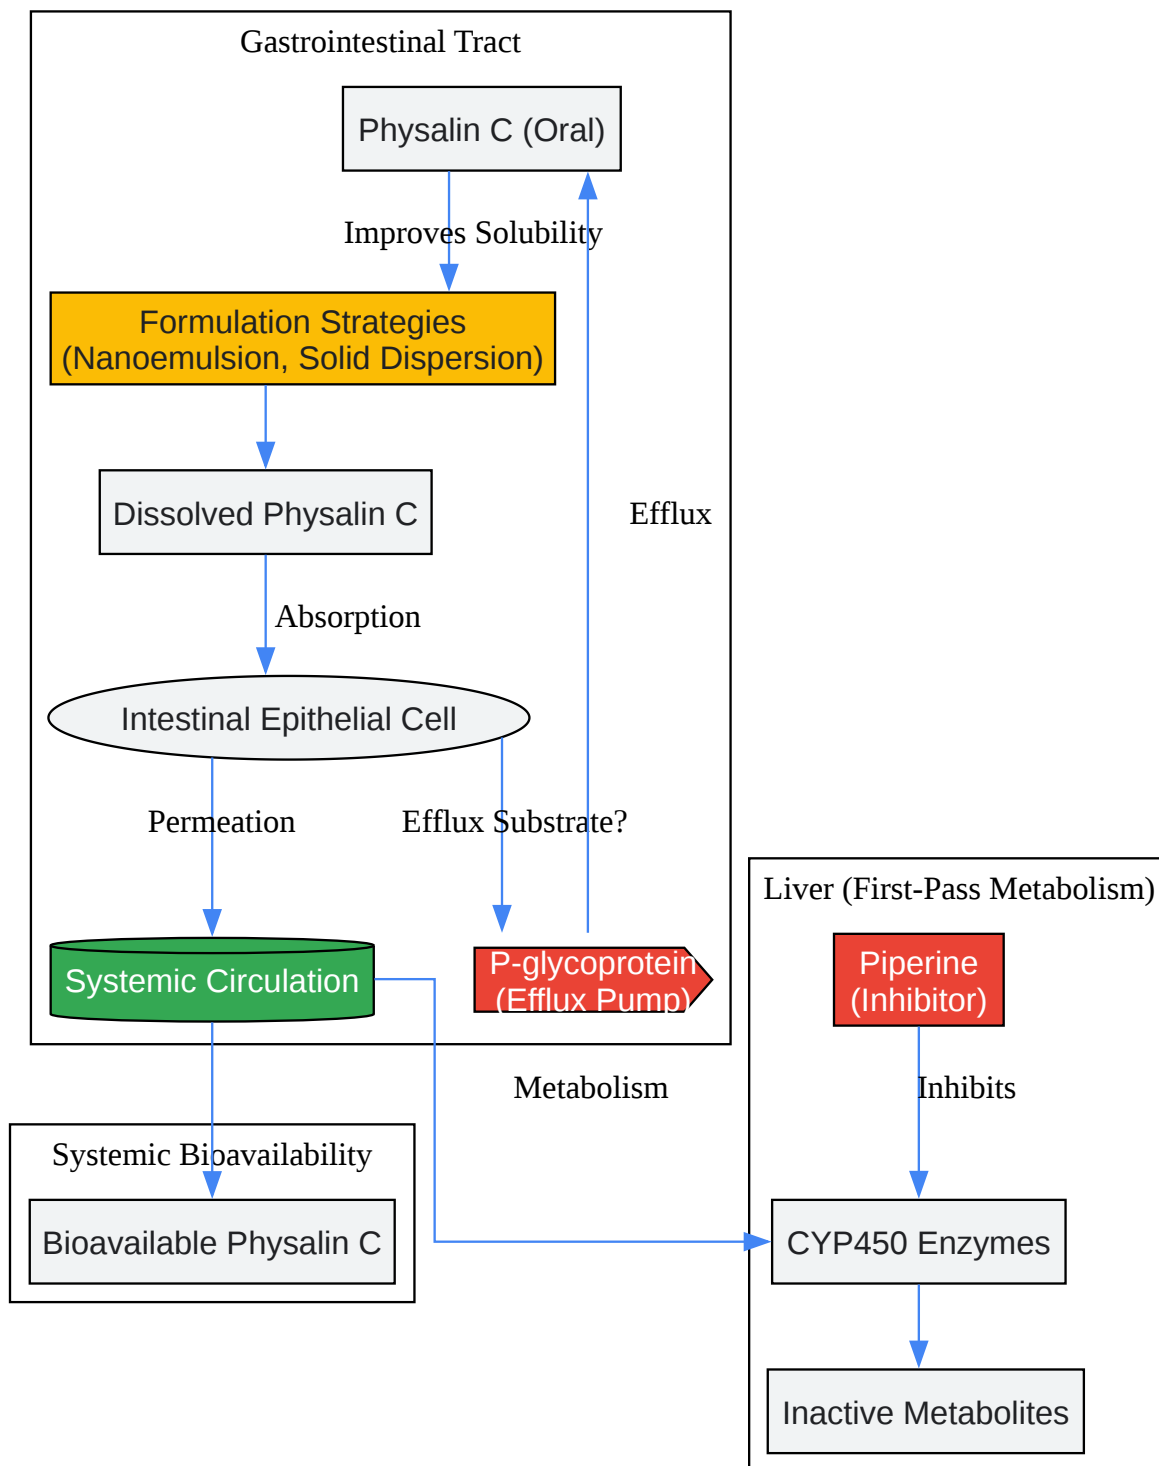 Gastrointestinal Tract
Physalin C (Oral)
Improves Solubility
Formulation Strategies
(Nanoemulsion, Solid Dispersion)
Dissolved Physalin C
Efflux
Absorption
Intestinal Epithelial Cell
Permeation
Efflux Substrate?
Systemic Circulation
P-glycoprotein
(Efflux Pump)
Liver (First-Pass Metabolism)
Piperine
(Inhibitor)
Metabolism
Inhibits
Systemic Bioavailability
Bioavailable Physalin C
CYP450 Enzymes
Inactive Metabolites